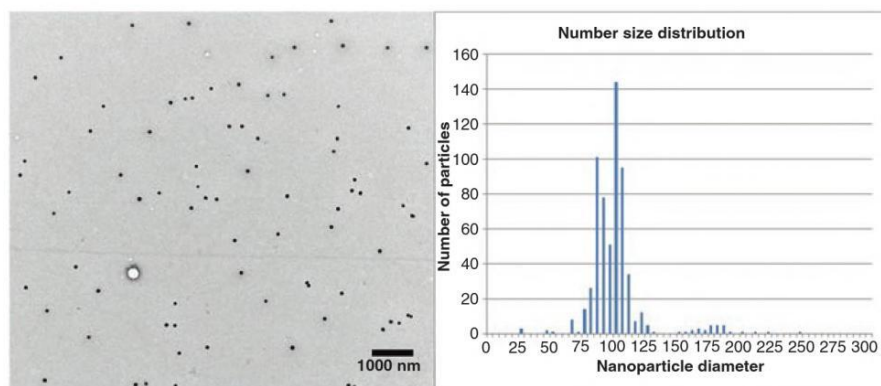 1000 nm
Number size distribution
Number of particles
160
140
120
100
80
60
40
20
0
0 25 50 75 100 125 150 175 200 225 250 275 300
Nanoparticle diameter